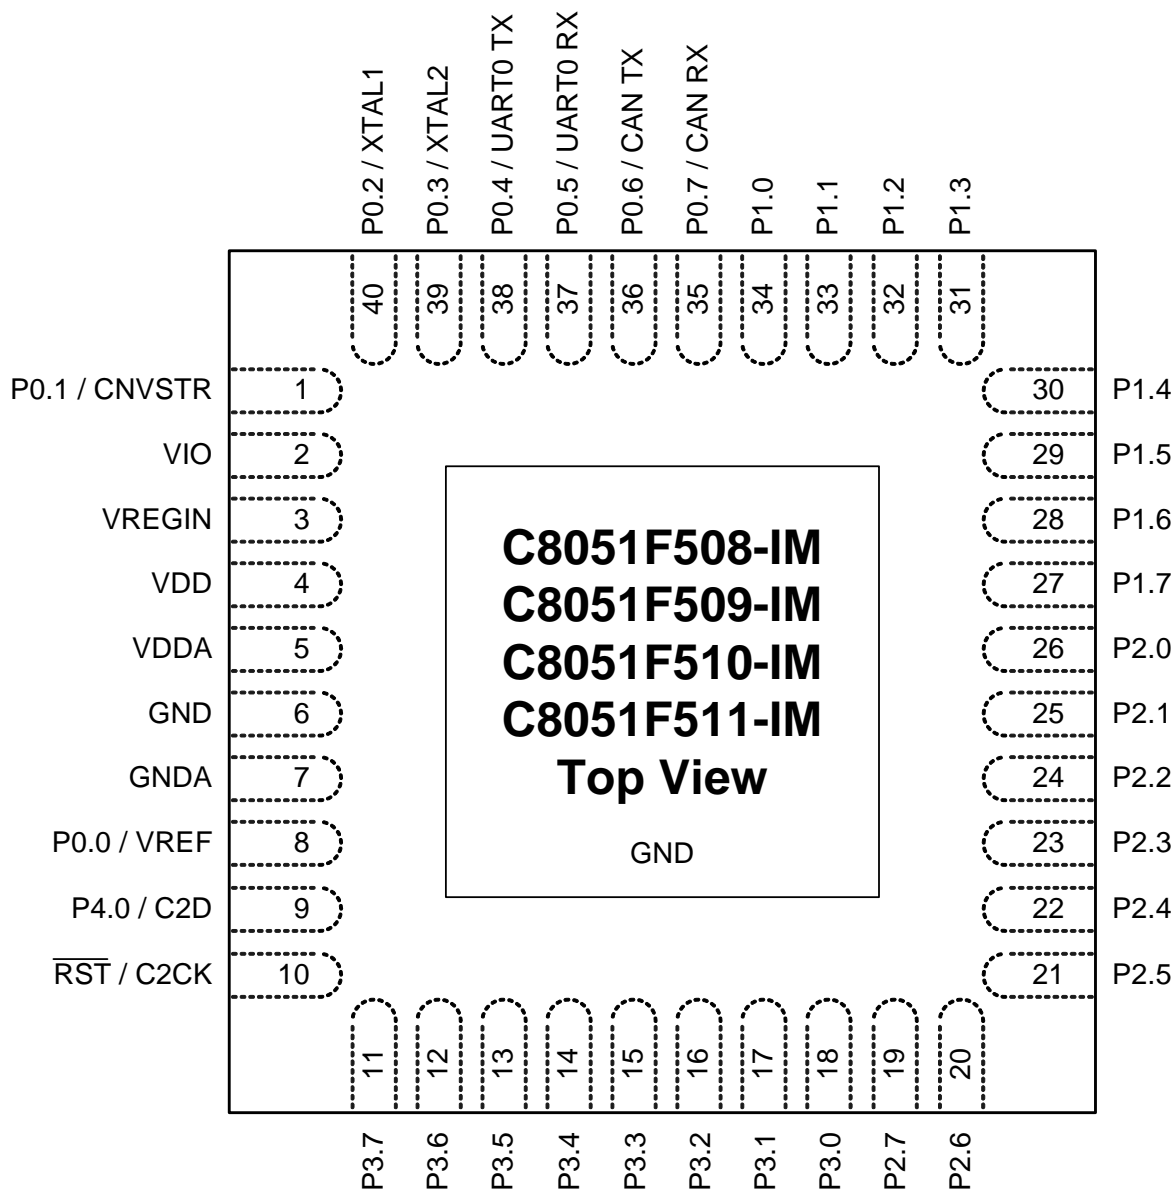 P0.2 / XTAL1
P0.3 / XTAL2
P0.4 / UART0 TX
P0.5 / UART0 RX
P0.6 / CAN TX
P0.7 / CAN RX
P1.0
P1.1
P1.2
P1.3
40
39
38
37
36
35
34
33
32
31
P0.1 / CNVSTR 1
VIO 2
VREGIN 3
VDD 4
VDDA 5
GND 6
GNDA 7
P0.0 / VREF 8
P4.0 / C2D 9
R̅S̅T̅ / C2CK 10
C8051F508-IM
C8051F509-IM
C8051F510-IM
C8051F511-IM
Top View
GND
30 P1.4
29 P1.5
28 P1.6
27 P1.7
26 P2.0
25 P2.1
24 P2.2
23 P2.3
22 P2.4
21 P2.5
11
12
13
14
15
16
17
18
19
20
P3.7
P3.6
P3.5
P3.4
P3.3
P3.2
P3.1
P3.0
P2.7
P2.6